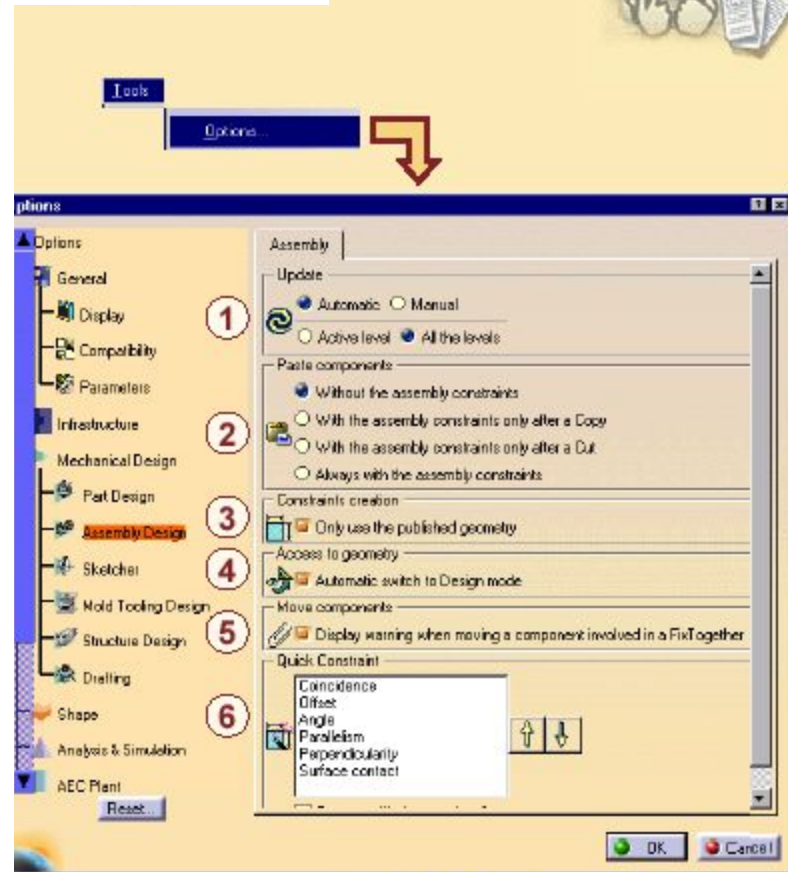 Tools
Options...
ptions
Options
General
Display
Compatibility
Parameters
Infrastructure
Mechanical Design
Part Design
Assembly Design
Sketcher
Mold Tooling Design
Structure Design
Drafting
Shape
Analysis & Simulation
AEC Plant
Reset...
Assembly
1
Update
Automatic Manual
Active level All the levels
2
Paste components
Without the assembly constraints
With the assembly constraints only after a Copy
With the assembly constraints only after a Cut
Always with the assembly constraints
3
Constraints creation
Only use the published geometry
4
Access to geometry
Automatic switch to Design mode
5
Move components
Display warning when moving a component involved in a FixTogether
6
Quick Constraint
Coincidence
Offset
Angle
Parallelism
Perpendicularity
Surface contact
OK Cancel